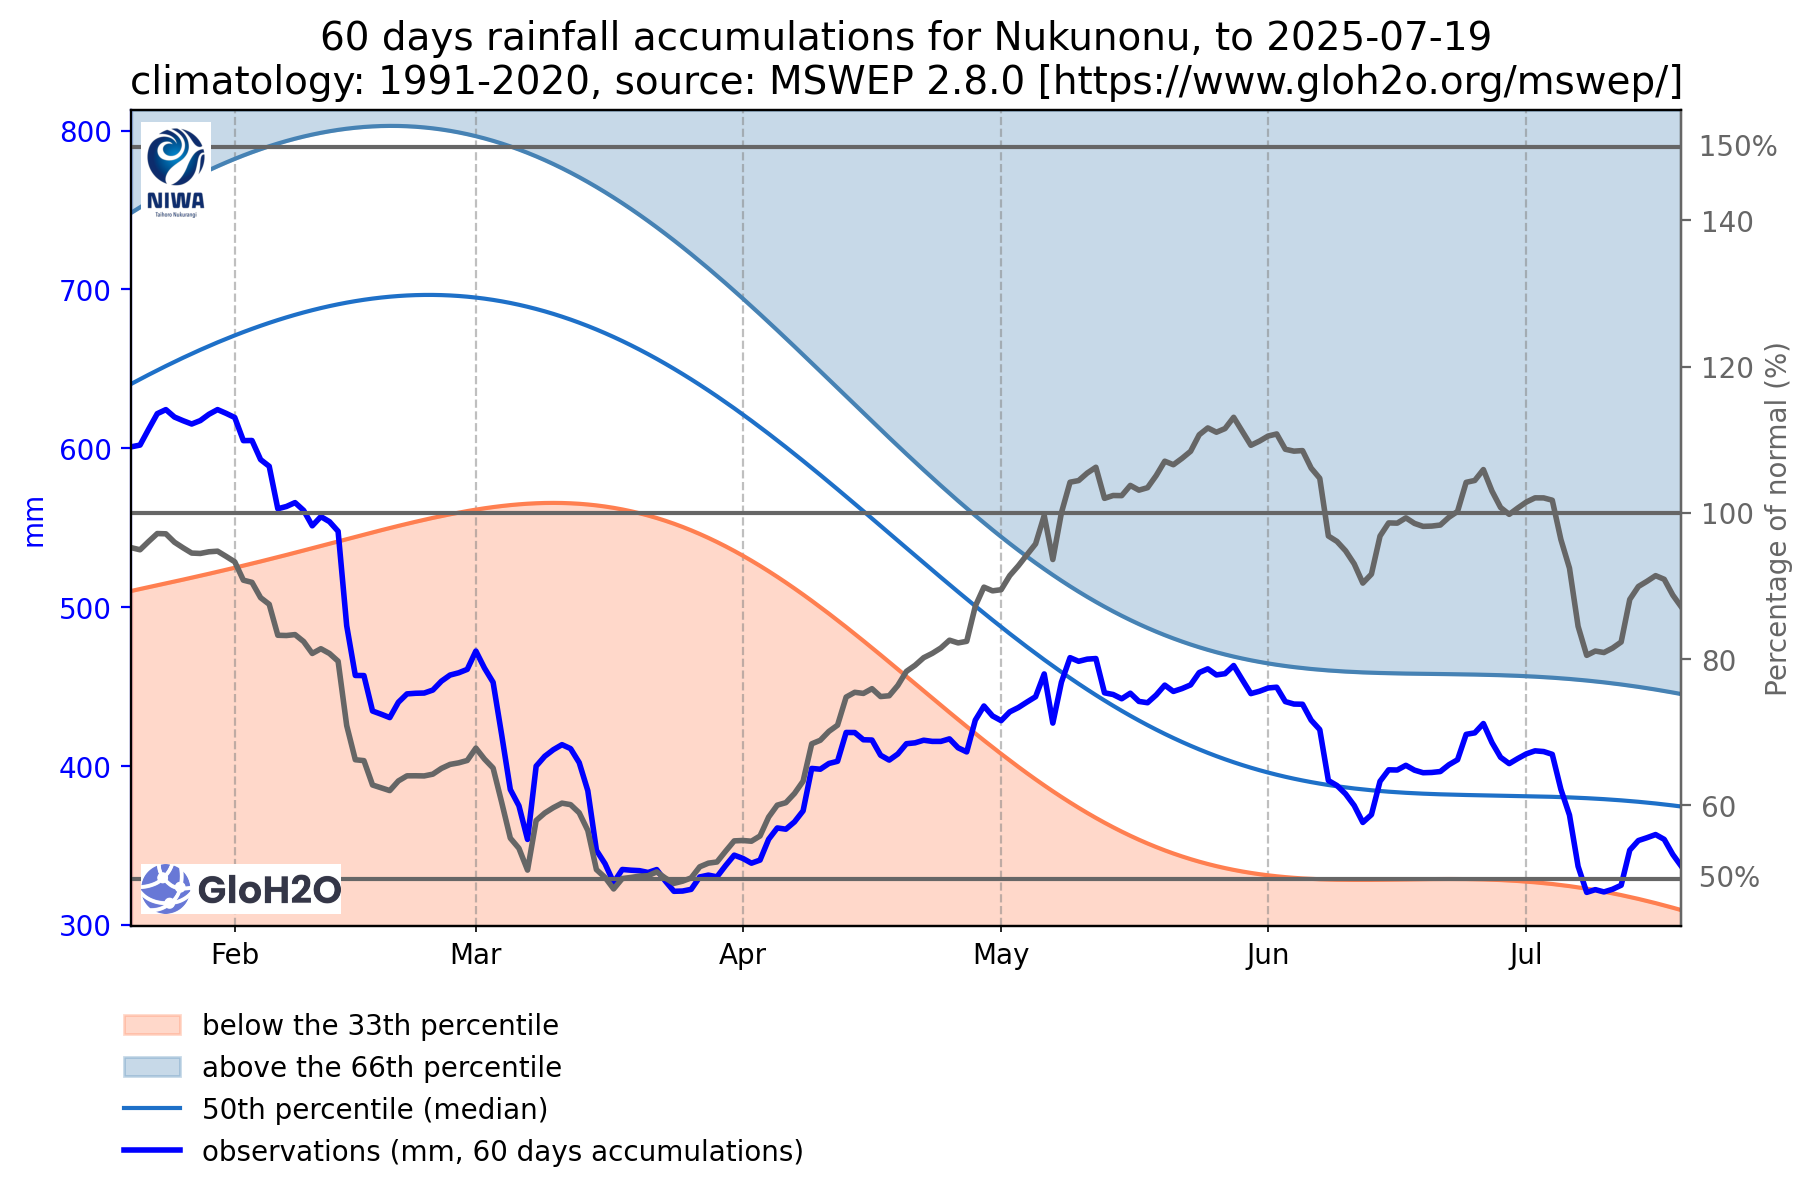 60 days rainfall accumulations for Nukunonu, to 2025-07-19
climatology: 1991-2020, source: MSWEP 2.8.0 [https://www.gloh2o.org/mswep/]
800
700
600
500
400
300
mm
NIWA
Taihoro Nukurangi
GloH2O
150%
140
120
100
80
60
50%
Percentage of normal (%)
Feb
Mar
Apr
May
Jun
Jul
below the 33th percentile
above the 66th percentile
50th percentile (median)
observations (mm, 60 days accumulations)